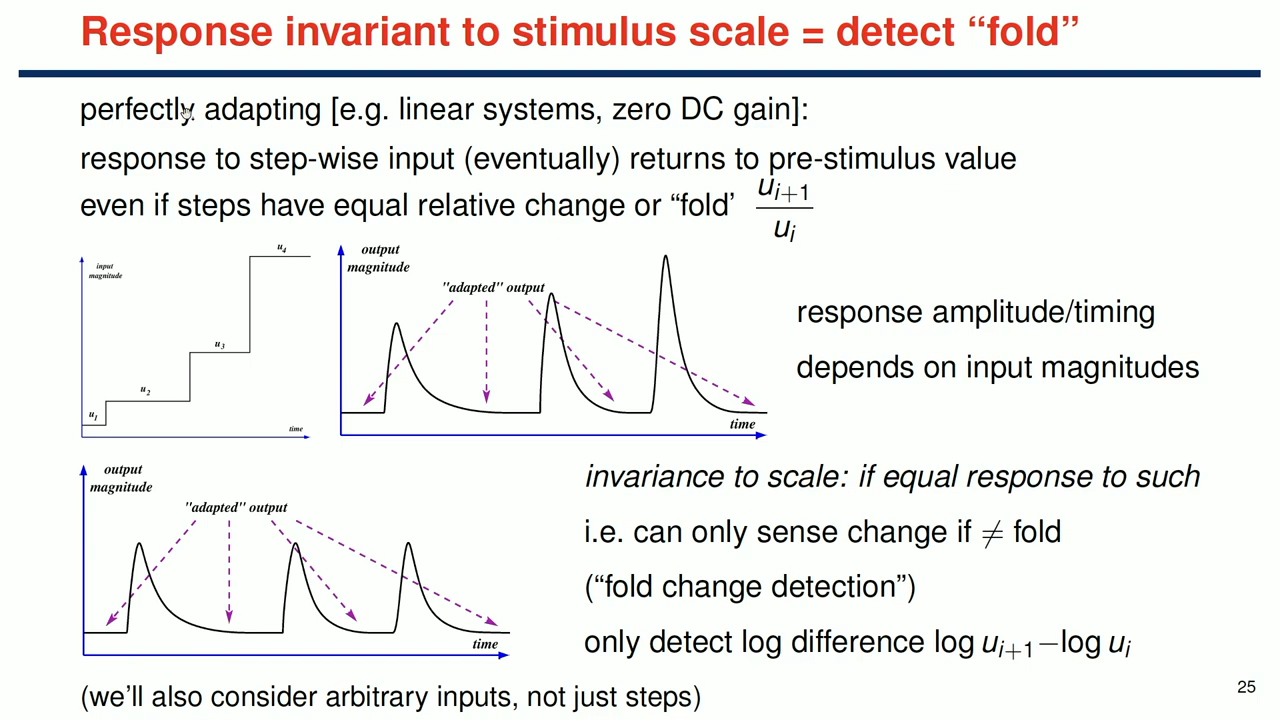 Response invariant to stimulus scale = detect “fold”
perfectly adapting [e.g. linear systems, zero DC gain]:
response to step-wise input (eventually) returns to pre-stimulus value
even if steps have equal relative change or “fold’ u_{i+1} / u_i
input
magnitude
u_1
u_2
u_3
u_4
time
output
magnitude
"adapted" output
time
response amplitude/timing
depends on input magnitudes
output
magnitude
"adapted" output
time
invariance to scale: if equal response to such
i.e. can only sense change if ≠ fold
(“fold change detection”)
only detect log difference log u_{i+1} − log u_i
(we’ll also consider arbitrary inputs, not just steps)
25